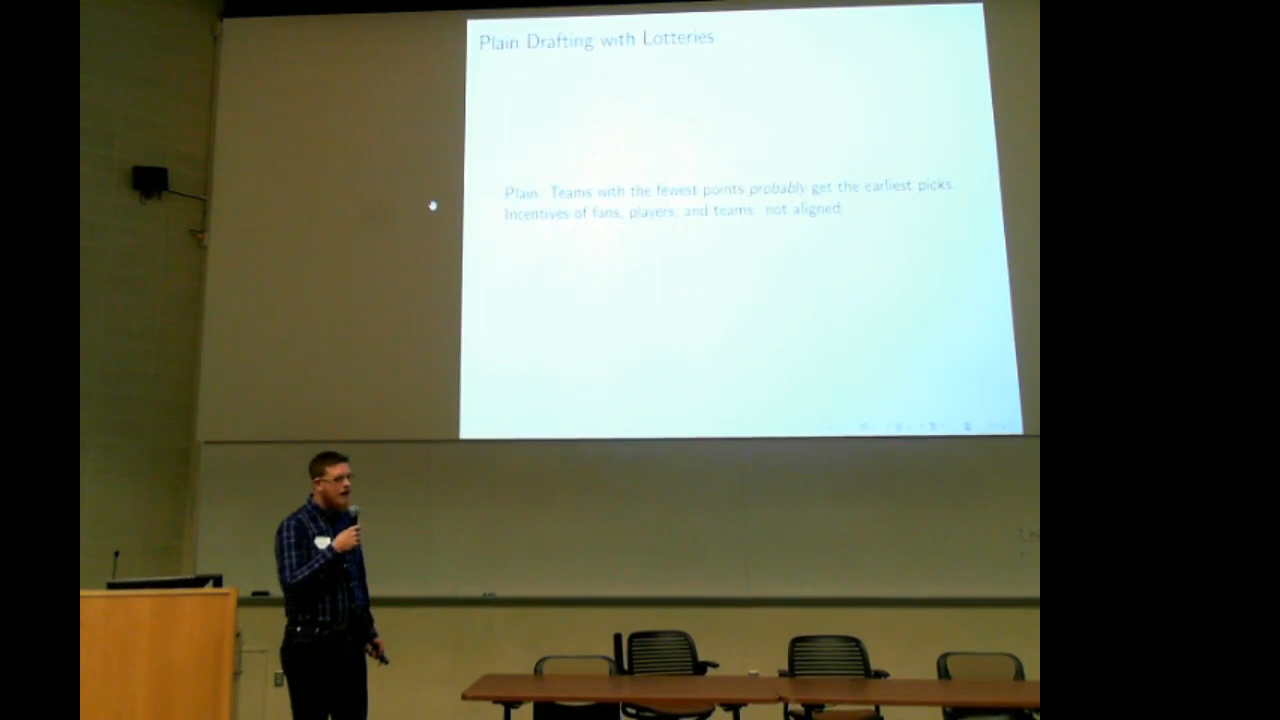 Plain Drafting with Lotteries
Plain: Teams with the fewest points probably get the earliest picks.
Incentives of fans, players, and teams: not aligned